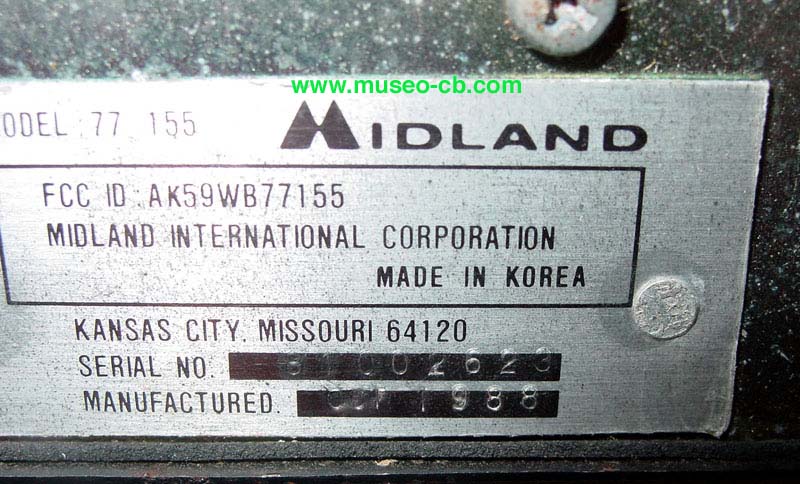 www.museo-cb.com
ODEL 77 155 MIDLAND
FCC ID AK59WB77155
MIDLAND INTERNATIONAL CORPORATION
MADE IN KOREA
KANSAS CITY, MISSOURI 64120
SERIAL NO.
MANUFACTURED. 1988